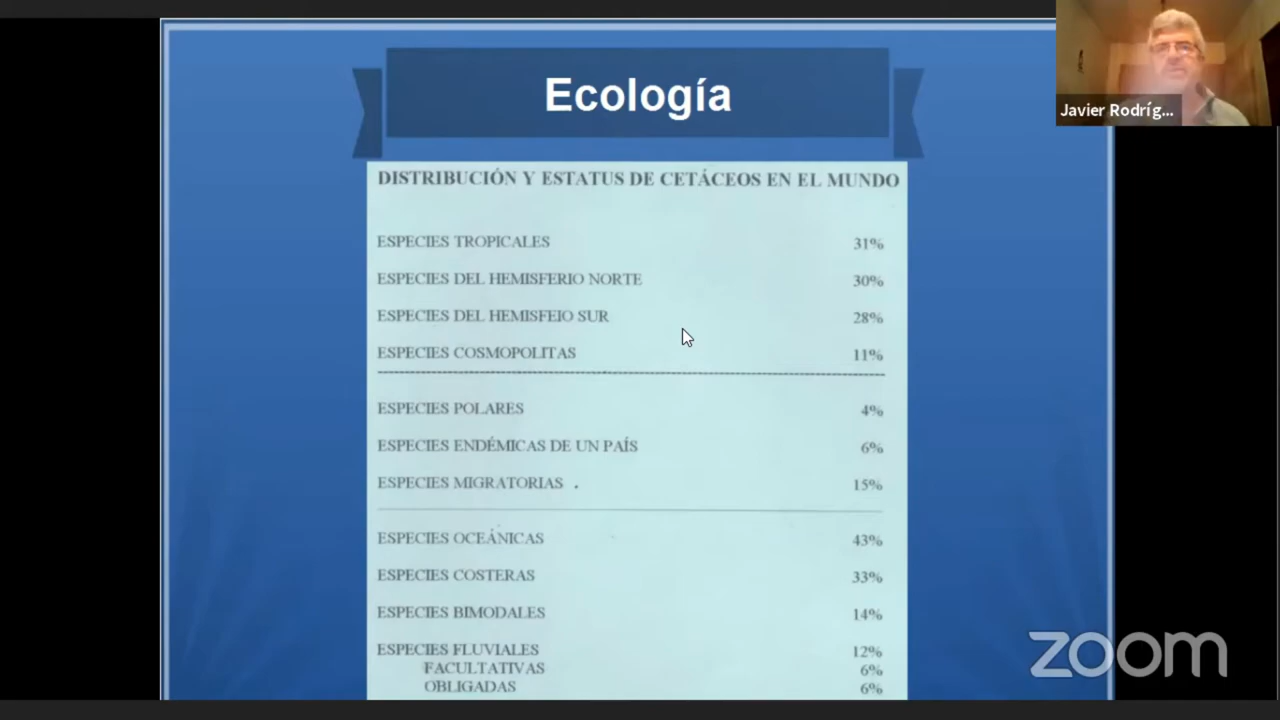 Ecología
Javier Rodríg...
DISTRIBUCIÓN Y ESTATUS DE CETÁCEOS EN EL MUNDO
ESPECIES TROPICALES 31%
ESPECIES DEL HEMISFERIO NORTE 30%
ESPECIES DEL HEMISFEIO SUR 28%
ESPECIES COSMOPOLITAS 11%
ESPECIES POLARES 4%
ESPECIES ENDÉMICAS DE UN PAÍS 6%
ESPECIES MIGRATORIAS . 15%
ESPECIES OCEÁNICAS 43%
ESPECIES COSTERAS 33%
ESPECIES BIMODALES 14%
ESPECIES FLUVIALES 12%
FACULTATIVAS 6%
OBLIGADAS 6%
zoom